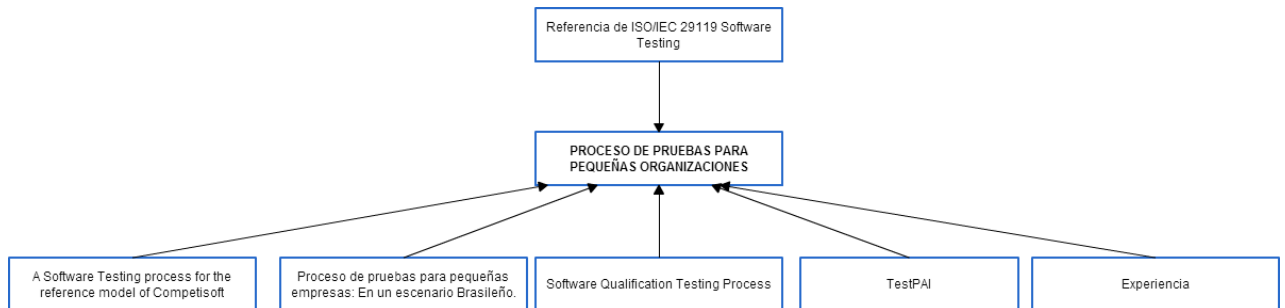 Referencia de ISO/IEC 29119 Software
Testing
PROCESO DE PRUEBAS PARA
PEQUEÑAS ORGANIZACIONES
A Software Testing process for the
reference model of Competisoft
Proceso de pruebas para pequeñas
empresas: En un escenario Brasileño.
Software Qualification Testing Process
TestPAI
Experiencia